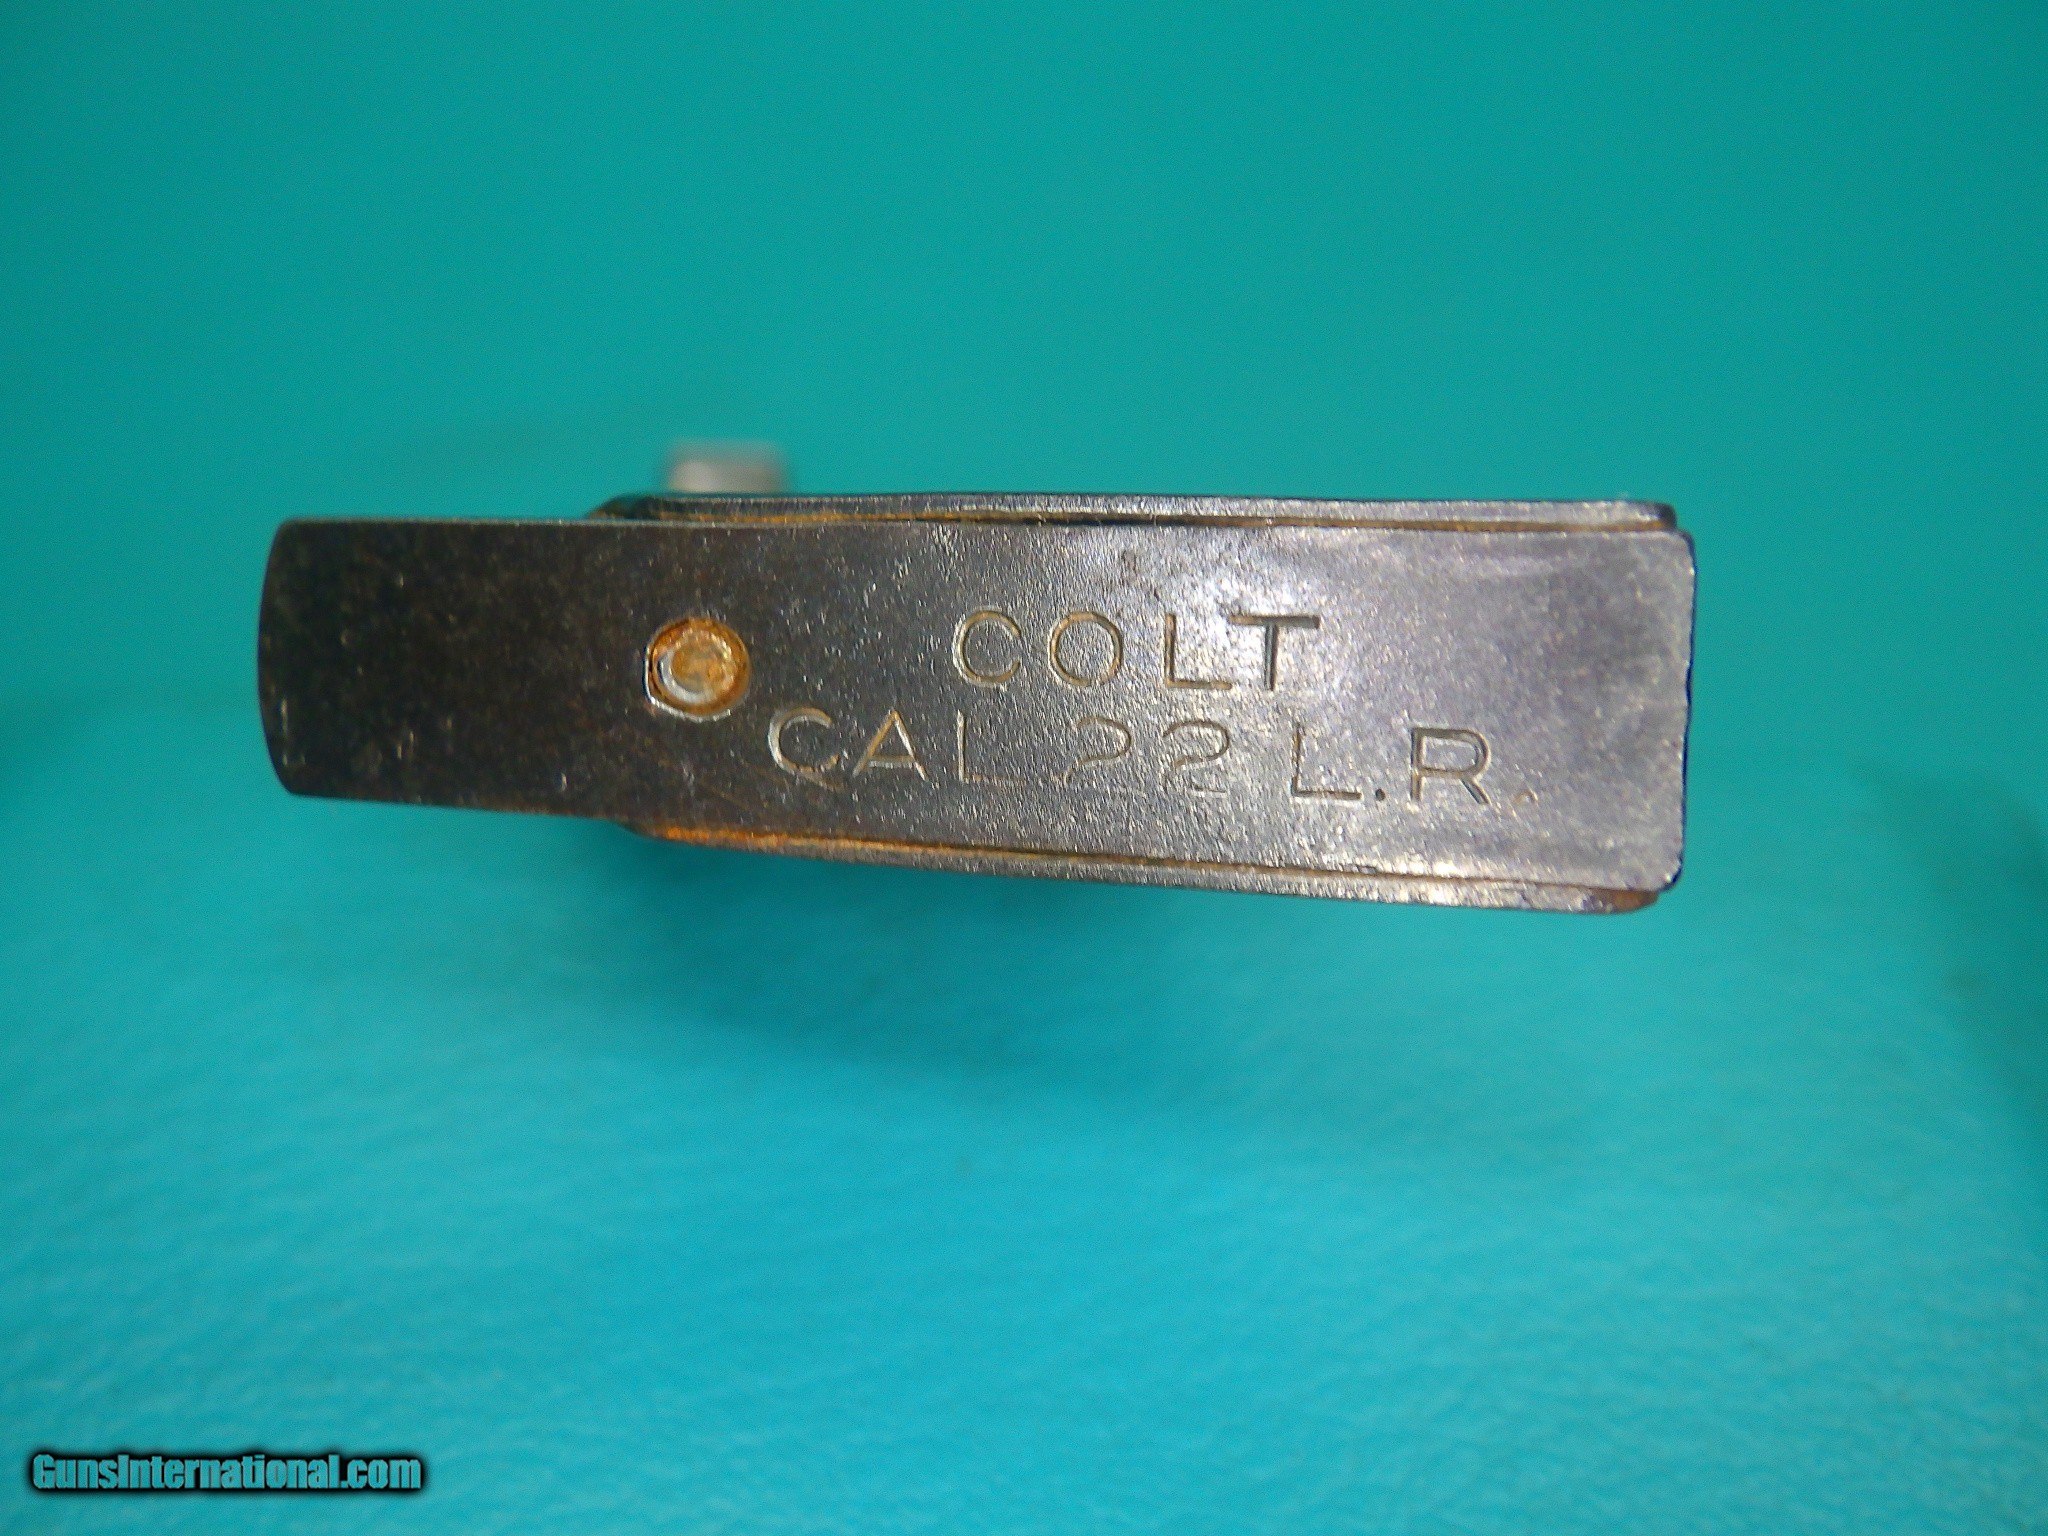 COLT
CAL 22 L.R.
GunsInternational.com